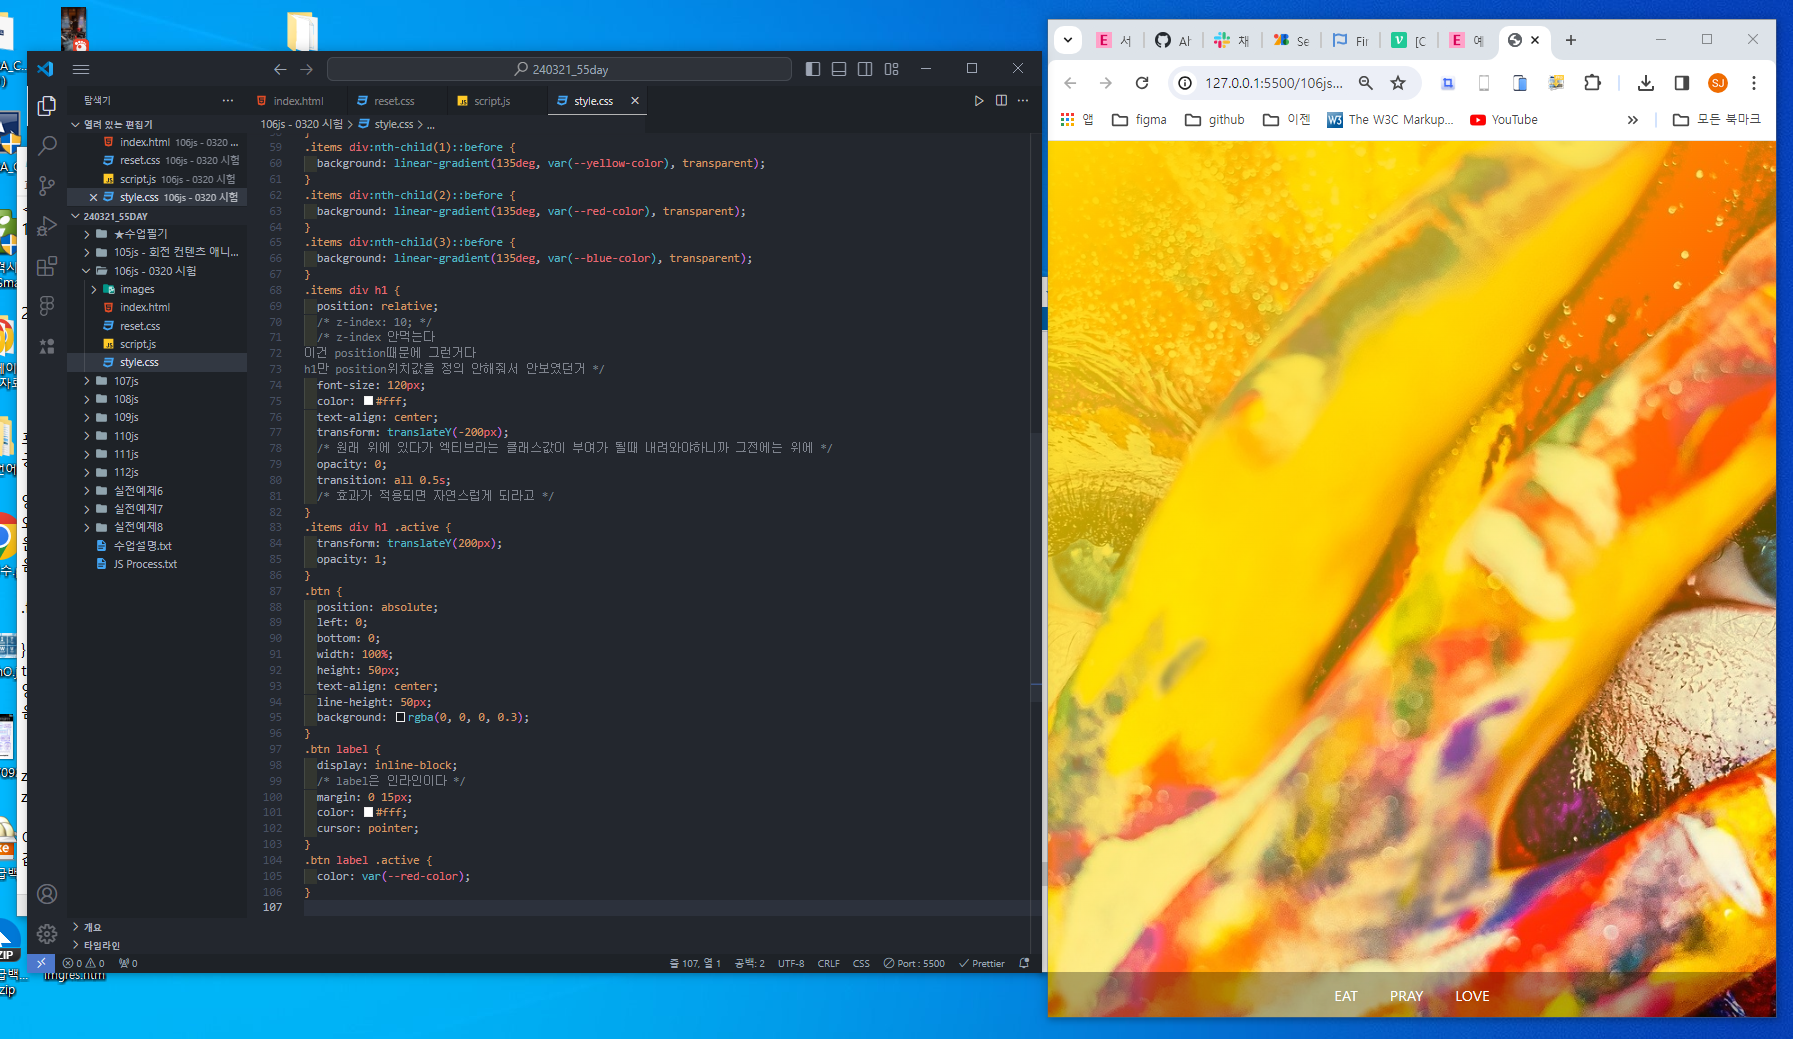 240321_55day
탐색기
index.html
reset.css
script.js
style.css
106js - 0320 시험 > style.css > ...
열려 있는 편집기
index.html 106js - 0320 ...
reset.css 106js - 0320 시험
script.js 106js - 0320 시험
style.css 106js - 0320 시험
240321_55DAY
★수업필기
105js - 회전 컨텐츠 애니...
106js - 0320 시험
images
index.html
reset.css
script.js
style.css
107js
108js
109js
110js
111js
112js
실전예제6
실전예제7
실전예제8
수업설명.txt
JS Process.txt
개요
타임라인
59 .items div:nth-child(1)::before {
60 background: linear-gradient(135deg, var(--yellow-color), transparent);
61 }
62 .items div:nth-child(2)::before {
63 background: linear-gradient(135deg, var(--red-color), transparent);
64 }
65 .items div:nth-child(3)::before {
66 background: linear-gradient(135deg, var(--blue-color), transparent);
67 }
68 .items div h1 {
69 position: relative;
70 /* z-index: 10; */
71 /* z-index 안먹는다
72 이건 position때문에 그런거다
73 h1만 position위치값을 정의 안해줘서 안보였던거 */
74 font-size: 120px;
75 color: #fff;
76 text-align: center;
77 transform: translateY(-200px);
78 /* 원래 위에 있다가 엑티브라는 클래스값이 부여가 될때 내려와야하니까 그전에는 위에 */
79 opacity: 0;
80 transition: all 0.5s;
81 /* 효과가 적용되면 자연스럽게 되라고 */
82 }
83 .items div h1 .active {
84 transform: translateY(200px);
85 opacity: 1;
86 }
87 .btn {
88 position: absolute;
89 left: 0;
90 bottom: 0;
91 width: 100%;
92 height: 50px;
93 text-align: center;
94 line-height: 50px;
95 background: rgba(0, 0, 0, 0.3);
96 }
97 .btn label {
98 display: inline-block;
99 /* label은 인라인이다 */
100 margin: 0 15px;
101 color: #fff;
102 cursor: pointer;
103 }
104 .btn label .active {
105 color: var(--red-color);
106 }
107
0 0 0
줄 107, 열 1 공백: 2 UTF-8 CRLF CSS Port : 5500 Prettier
imgres.htm
zip
E 서
채
Se
Fir
[C
E 예
127.0.0.1:5500/106js...
SJ
앱 figma github 이젠 W3 The W3C Markup... YouTube » 모든 북마크
EAT PRAY LOVE